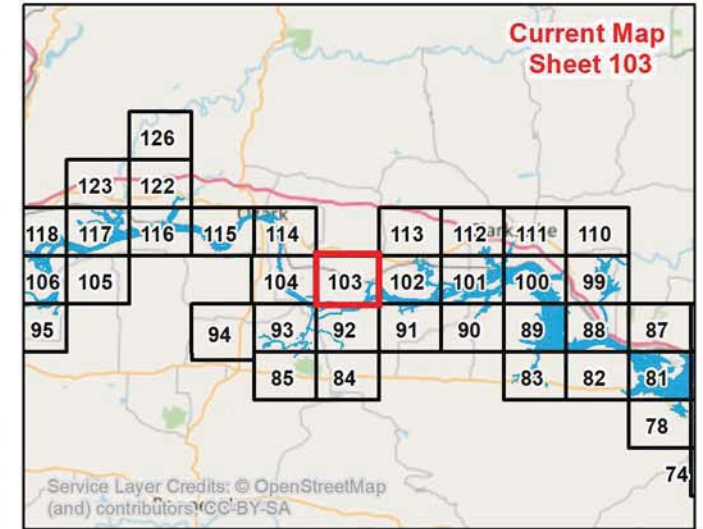 Current Map
Sheet 103
126
123 122
118 117 116 115 114 113 112 111 110
106 105 104 103 102 101 100 99
95 94 93 92 91 90 89 88 87
85 84 83 82 81
78
74
Service Layer Credits: © OpenStreetMap
(and) contributors, CC-BY-SA